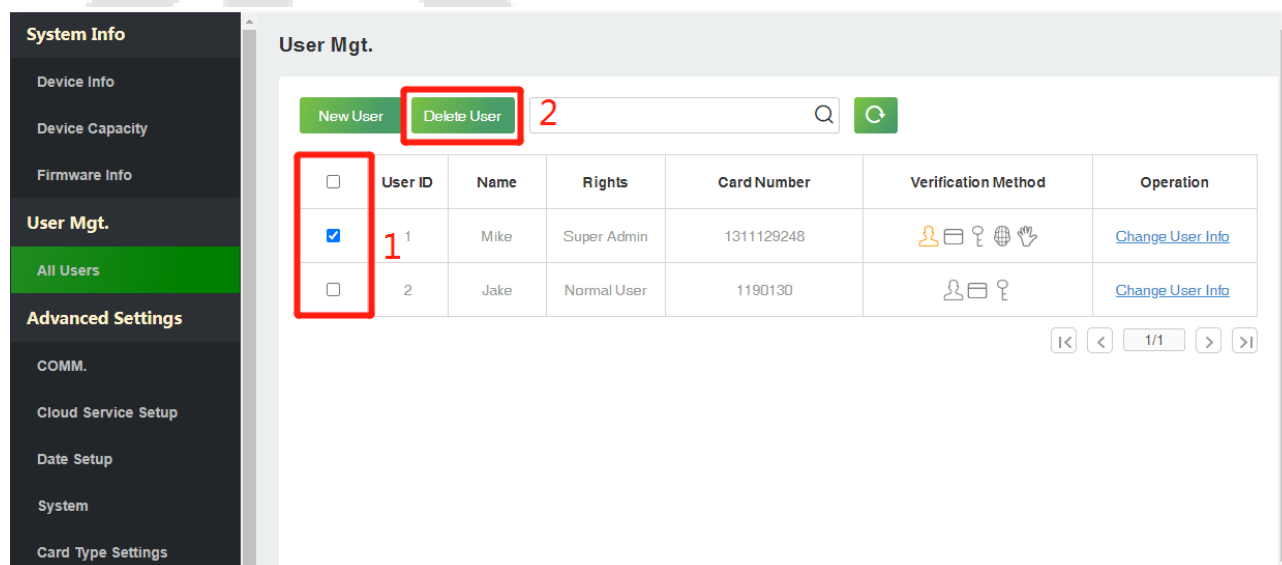 System Info
Device Info
Device Capacity
Firmware Info
User Mgt.
All Users
Advanced Settings
COMM.
Cloud Service Setup
Date Setup
System
Card Type Settings
User Mgt.
New User Delete User 2
User ID Name Rights Card Number Verification Method Operation
1 1 Mike Super Admin 1311129248 Change User Info
2 Jake Normal User 1190130 Change User Info
1/1